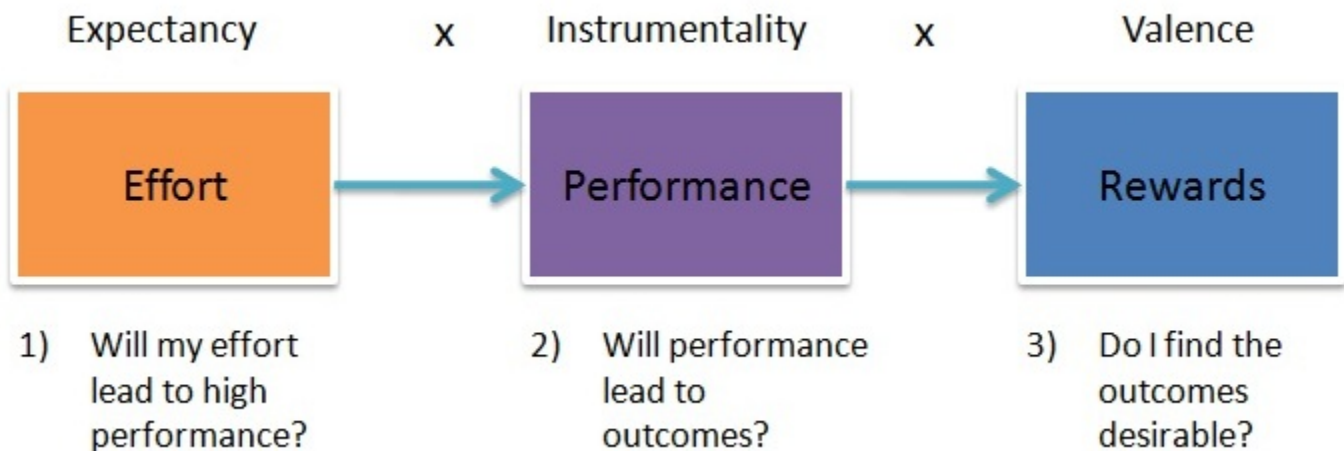 Expectancy x Instrumentality x Valence
Effort
Performance
Rewards
1) Will my effort
lead to high
performance?
2) Will performance
lead to
outcomes?
3) Do I find the
outcomes
desirable?